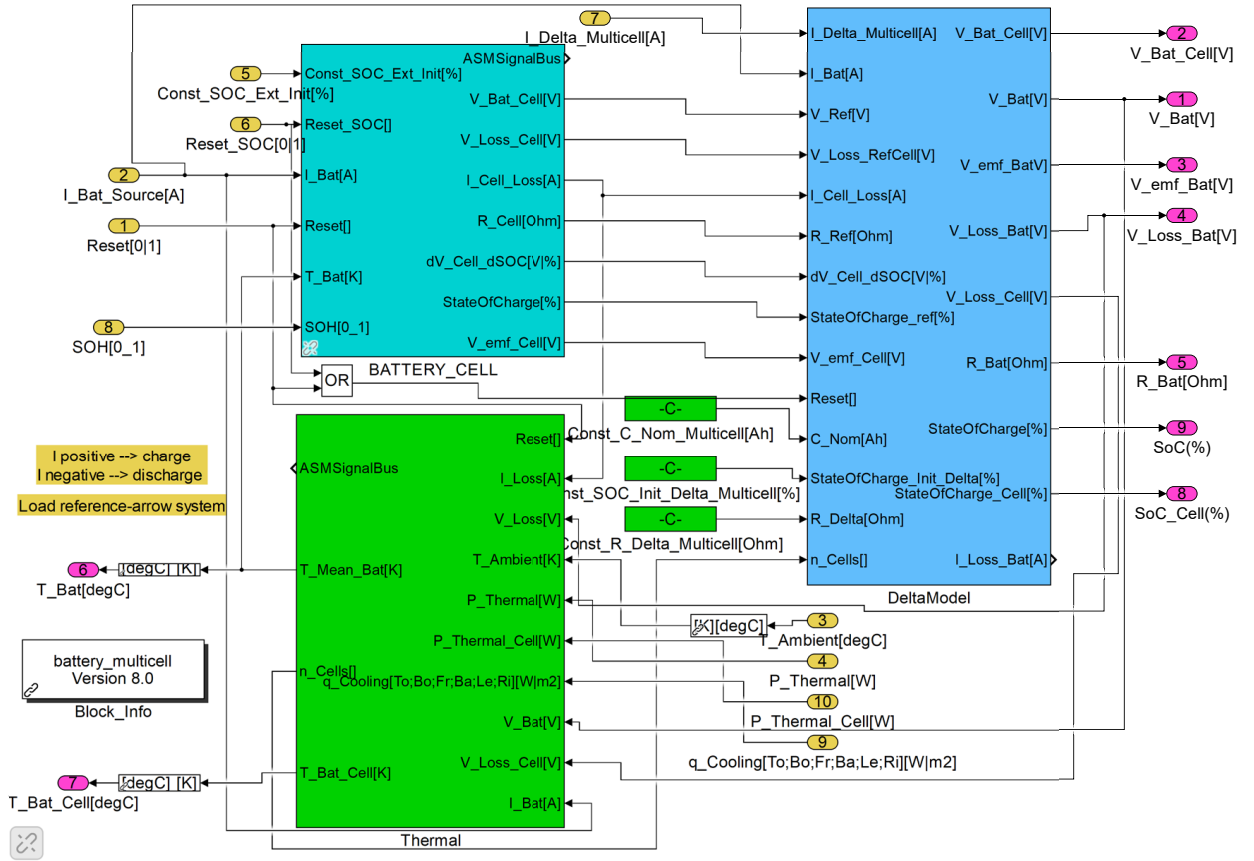 7
I_Delta_Multicell[A]
5
Const_SOC_Ext_Init[%]
6
Reset_SOC[0|1]
2
I_Bat_Source[A]
1
Reset[0|1]
8
SOH[0_1]
Const_SOC_Ext_Init[%]
Reset_SOC[]
I_Bat[A]
Reset[]
T_Bat[K]
SOH[0_1]
ASMSignalBus
V_Bat_Cell[V]
V_Loss_Cell[V]
I_Cell_Loss[A]
R_Cell[Ohm]
dV_Cell_dSOC[V|%]
StateOfCharge[%]
V_emf_Cell[V]
BATTERY_CELL
OR
I_Delta_Multicell[A]
I_Bat[A]
V_Ref[V]
V_Loss_RefCell[V]
I_Cell_Loss[A]
R_Ref[Ohm]
dV_Cell_dSOC[V|%]
StateOfCharge_ref[%]
V_emf_Cell[V]
Reset[]
C_Nom[Ah]
StateOfCharge_Init_Delta[%]
R_Delta[Ohm]
n_Cells[]
V_Bat_Cell[V]
V_Bat[V]
V_emf_BatV]
V_Loss_Bat[V]
V_Loss_Cell[V]
R_Bat[Ohm]
StateOfCharge[%]
StateOfCharge_Cell[%]
I_Loss_Bat[A]
DeltaModel
2
V_Bat_Cell[V]
1
V_Bat[V]
3
V_emf_Bat[V]
4
V_Loss_Bat[V]
5
R_Bat[Ohm]
9
SoC(%)
8
SoC_Cell(%)
-C-
Const_C_Nom_Multicell[Ah]
-C-
nst_SOC_Init_Delta_Multicell[%]
-C-
Const_R_Delta_Multicell[Ohm]
I positive --> charge
I negative --> discharge
Load reference-arrow system
ASMSignalBus
T_Mean_Bat[K]
n_Cells[]
T_Bat_Cell[K]
Reset[]
I_Loss[A]
V_Loss[V]
T_Ambient[K]
P_Thermal[W]
P_Thermal_Cell[W]
q_Cooling[To;Bo;Fr;Ba;Le;Ri][W|m2]
V_Bat[V]
V_Loss_Cell[V]
I_Bat[A]
Thermal
6
[degC] [K]
T_Bat[degC]
battery_multicell
Version 8.0
Block_Info
7
[degC] [K]
T_Bat_Cell[degC]
[K][degC]
3
T_Ambient[degC]
4
P_Thermal[W]
10
P_Thermal_Cell[W]
9
q_Cooling[To;Bo;Fr;Ba;Le;Ri][W|m2]